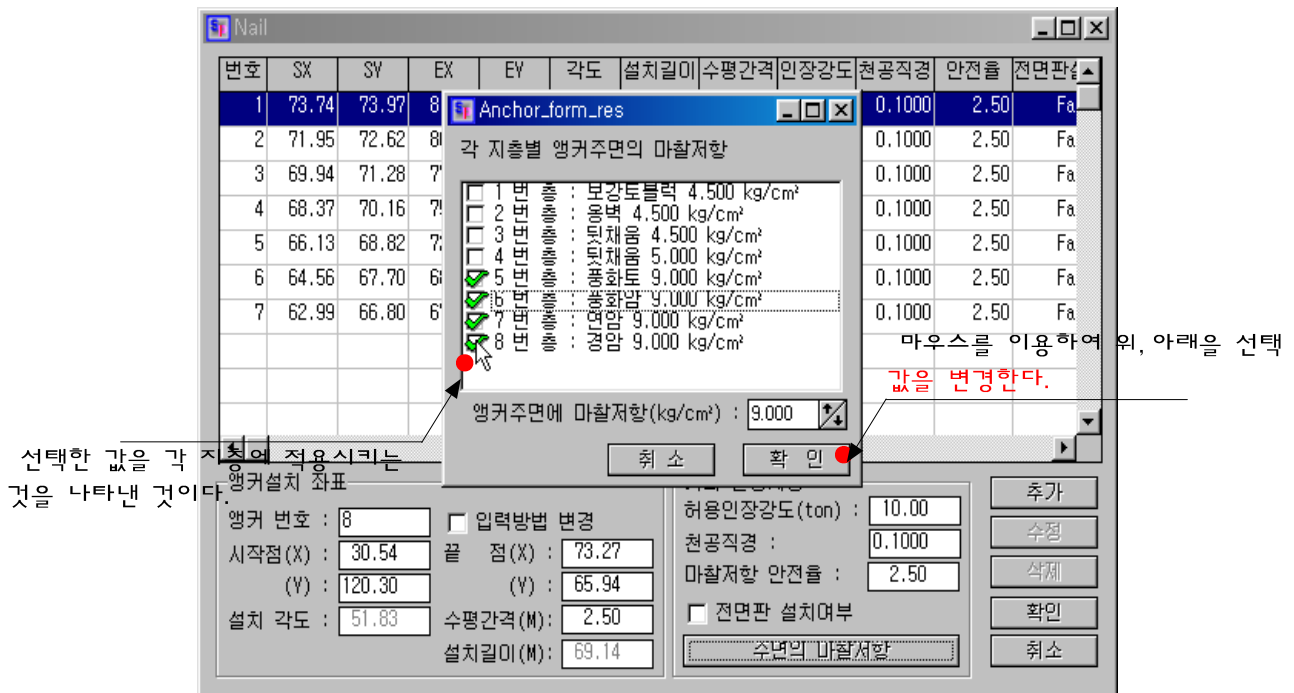 Nail
번호 SX SY EX EY 각도 설치길이 수평간격 인장강도 천공직경 안전율 전면판
1 73.74 73.97 8 0.1000 2.50 Fa
2 71.95 72.62 8 0.1000 2.50 Fa
3 69.94 71.28 7 0.1000 2.50 Fa
4 68.37 70.16 7 0.1000 2.50 Fa
5 66.13 68.82 7 0.1000 2.50 Fa
6 64.56 67.70 6 0.1000 2.50 Fa
7 62.99 66.80 6 0.1000 2.50 Fa
Anchor_form_res
각 지층별 앵커주면의 마찰저항
1 번 층 : 보강토블럭 4.500 kg/cm²
2 번 층 : 옹벽 4.500 kg/cm²
3 번 층 : 뒷채움 4.500 kg/cm²
4 번 층 : 뒷채움 5.000 kg/cm²
5 번 층 : 풍화토 9.000 kg/cm²
6 번 층 : 풍화암 9.000 kg/cm²
7 번 층 : 연암 9.000 kg/cm²
8 번 층 : 경암 9.000 kg/cm²
앵커주면에 마찰저항(kg/cm²) : 9.000
취 소 확 인
마우스를 이용하여 위, 아래을 선택
값을 변경한다.
선택한 값을 각 지층에 적용시키는
것을 나타낸 것이다.
앵커설치 좌표
앵커 번호 : 8 입력방법 변경
시작점(X) : 30.54 끝 점(X) : 73.27
(Y) : 120.30 (Y) : 65.94
설치 각도 : 51.83 수평간격(M): 2.50
설치길이(M): 69.14
허용인장강도(ton) : 10.00
천공직경 : 0.1000
마찰저항 안전율 : 2.50
전면판 설치여부
주변의 마찰저항
추가
수정
삭제
확인
취소